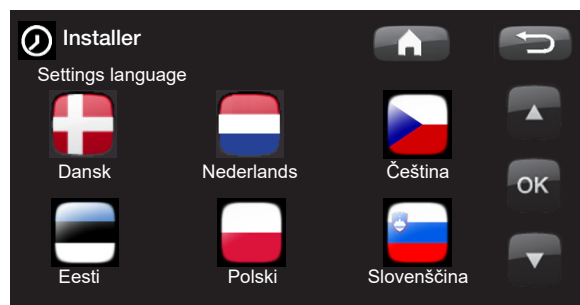 Installer
Settings language
Dansk Nederlands Čeština
OK
Eesti Polski Slovenščina